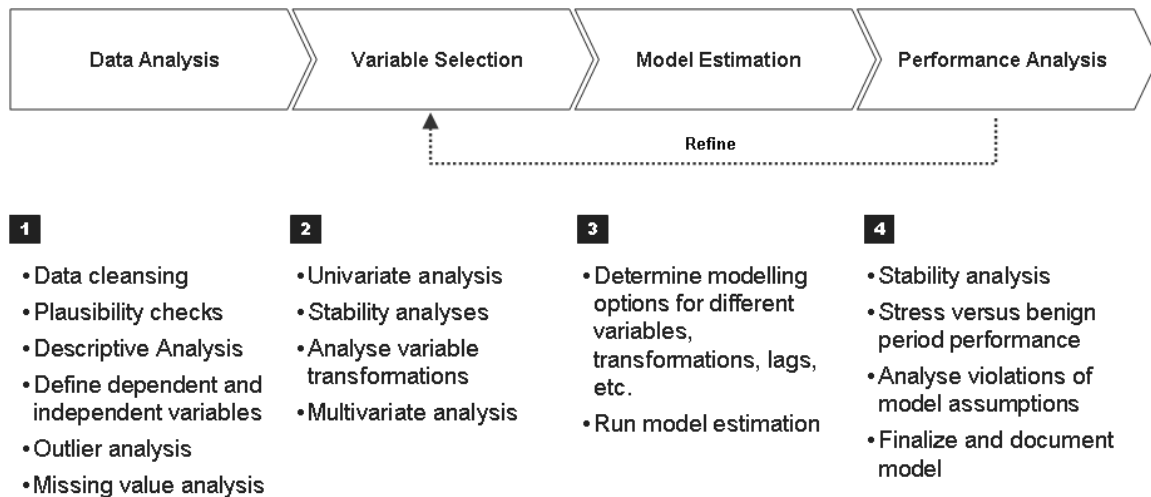 Data Analysis
Variable Selection
Model Estimation
Performance Analysis
Refine
1
•Data cleansing
•Plausibility checks
•Descriptive Analysis
•Define dependent and
independent variables
•Outlier analysis
•Missing value analysis
2
•Univariate analysis
•Stability analyses
•Analyse variable
transformations
•Multivariate analysis
3
•Determine modelling
options for different
variables,
transformations, lags,
etc.
•Run model estimation
4
•Stability analysis
•Stress versus benign
period performance
•Analyse violations of
model assumptions
•Finalize and document
model